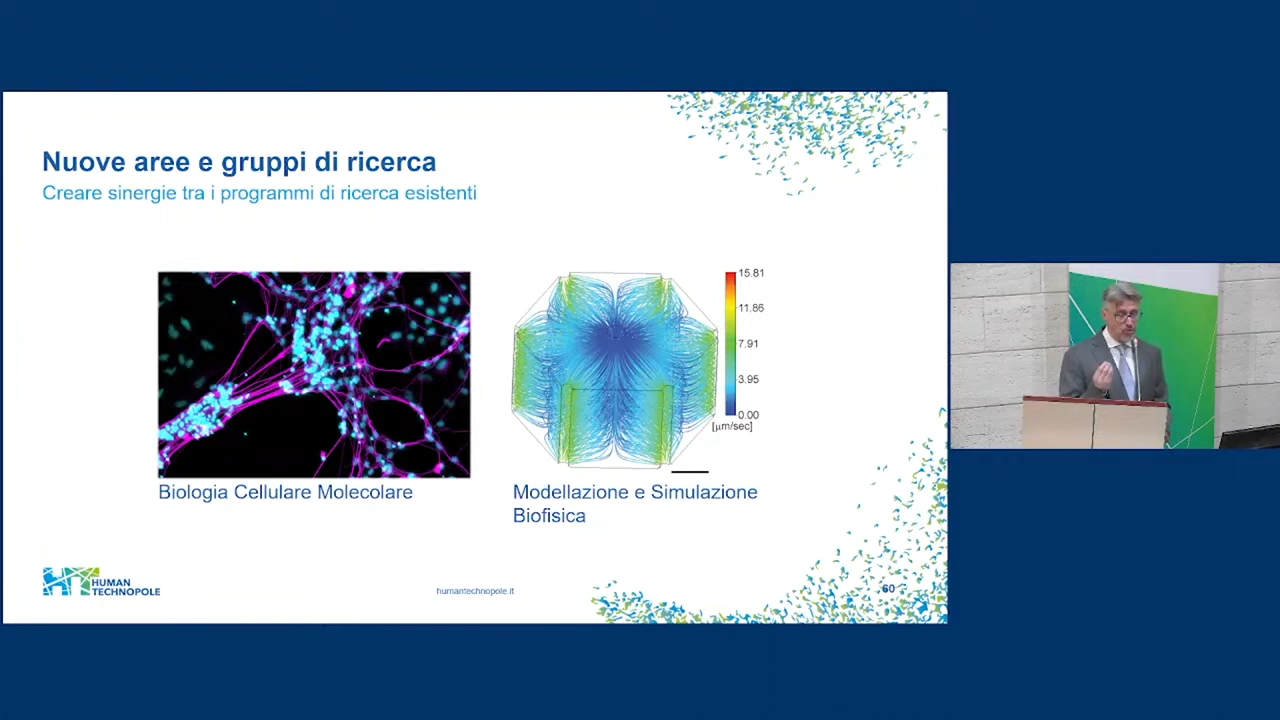 Nuove aree e gruppi di ricerca
Creare sinergie tra i programmi di ricerca esistenti
15.81
11.86
7.91
3.95
0.00
[μm/sec]
Biologia Cellulare Molecolare
Modellazione e Simulazione
Biofisica
HT HUMAN
TECHNOPOLE
humantechnopole.it
60